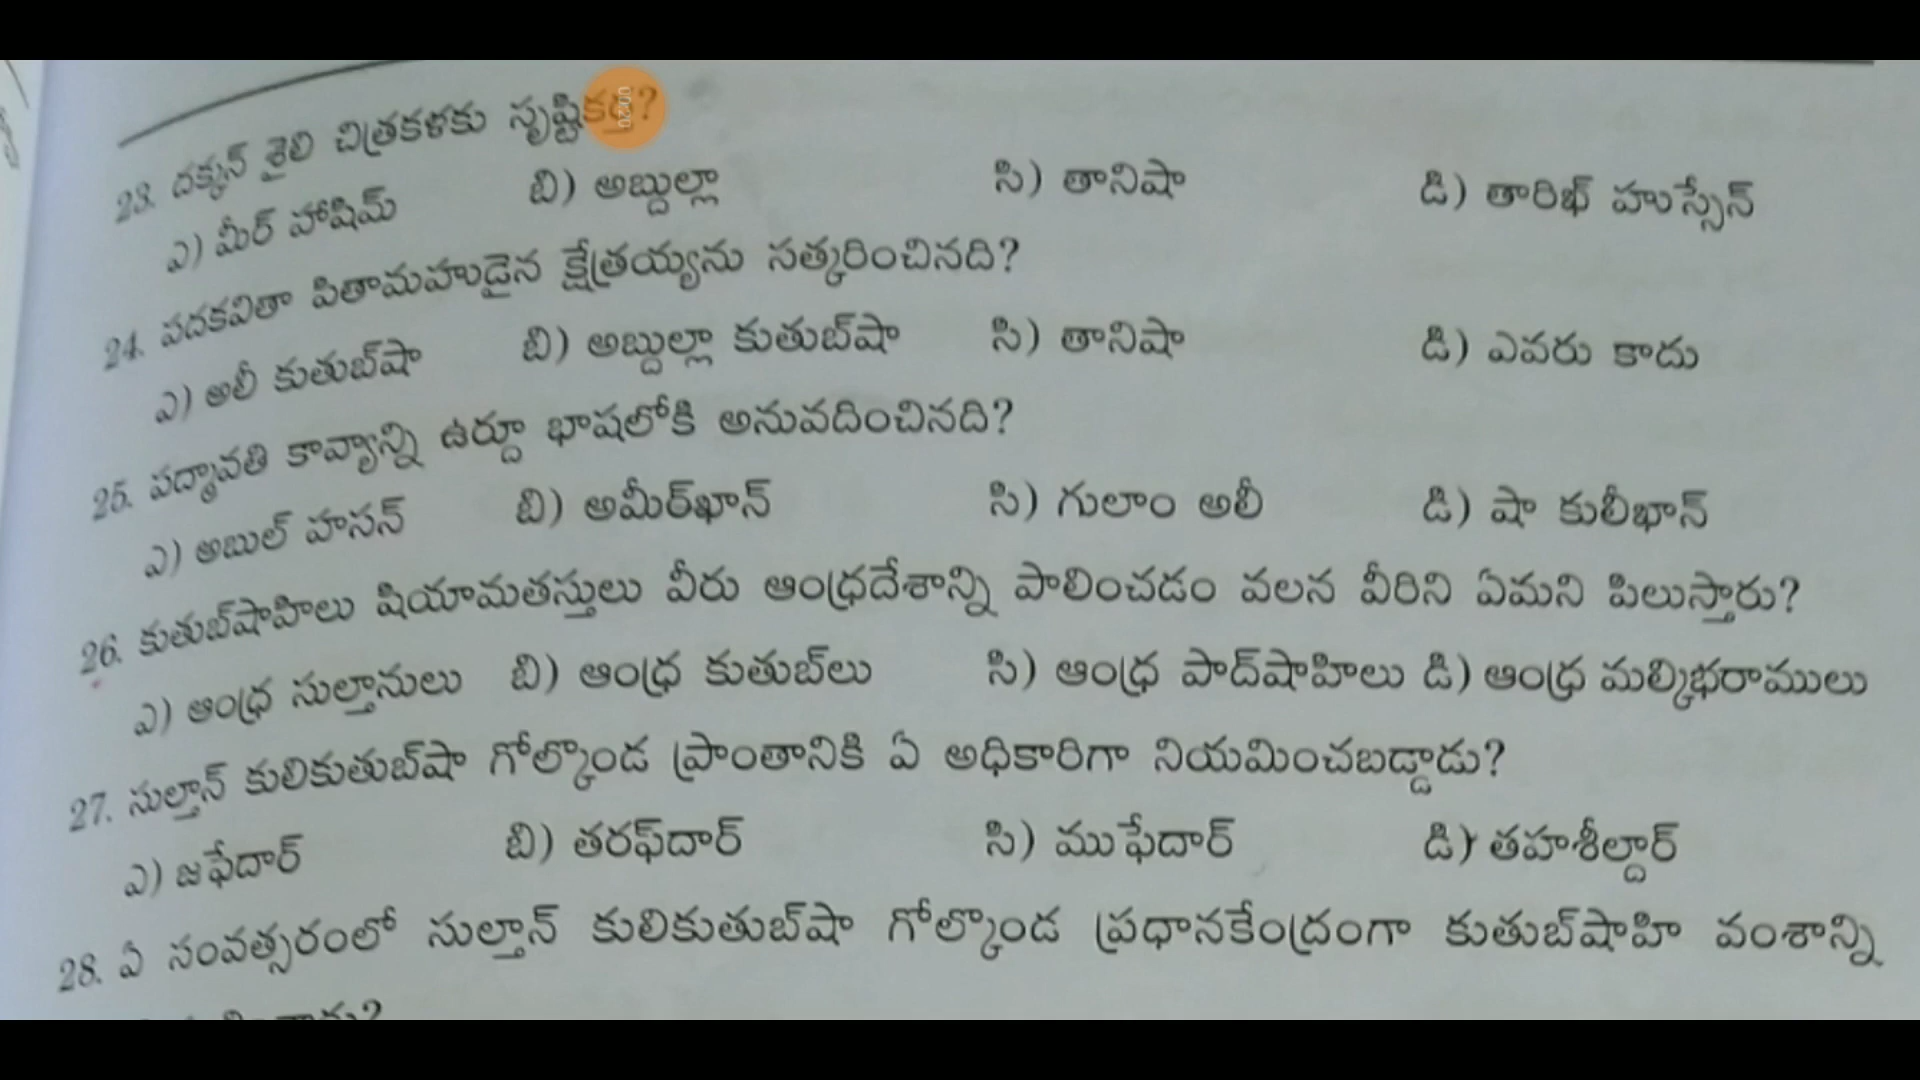 23. దక్కన్ శైలి చిత్రకళకు సృష్టికర్త?
ఎ) మీర్ హాషిమ్ బి) అబ్దుల్లా సి) తానిషా డి) తారిఖ్ హుస్సేన్
24. పదకవితా పితామహుడైన క్షేత్రయ్యను సత్కరించినది?
ఎ) అలీ కుతుబ్‌షా బి) అబ్దుల్లా కుతుబ్‌షా సి) తానిషా డి) ఎవరు కాదు
25. పద్మావతి కావ్యాన్ని ఉర్దూ భాషలోకి అనువదించినది?
ఎ) అబుల్ హసన్ బి) అమీర్‌ఖాన్ సి) గులాం అలీ డి) షా కులీఖాన్
26. కుతుబ్‌షాహిలు షియామతస్తులు వీరు ఆంధ్రదేశాన్ని పాలించడం వలన వీరిని ఏమని పిలుస్తారు?
ఎ) ఆంధ్ర సుల్తానులు బి) ఆంధ్ర కుతుబ్‌లు సి) ఆంధ్ర పాద్‌షాహిలు డి) ఆంధ్ర మల్కిభరాములు
27. సుల్తాన్ కులికుతుబ్‌షా గోల్కొండ ప్రాంతానికి ఏ అధికారిగా నియమించబడ్డాడు?
ఎ) జఫేదార్ బి) తరఫ్‌దార్ సి) ముఫేదార్ డి) తహశీల్దార్
28. ఏ సంవత్సరంలో సుల్తాన్ కులికుతుబ్‌షా గోల్కొండ ప్రధానకేంద్రంగా కుతుబ్‌షాహి వంశాన్ని